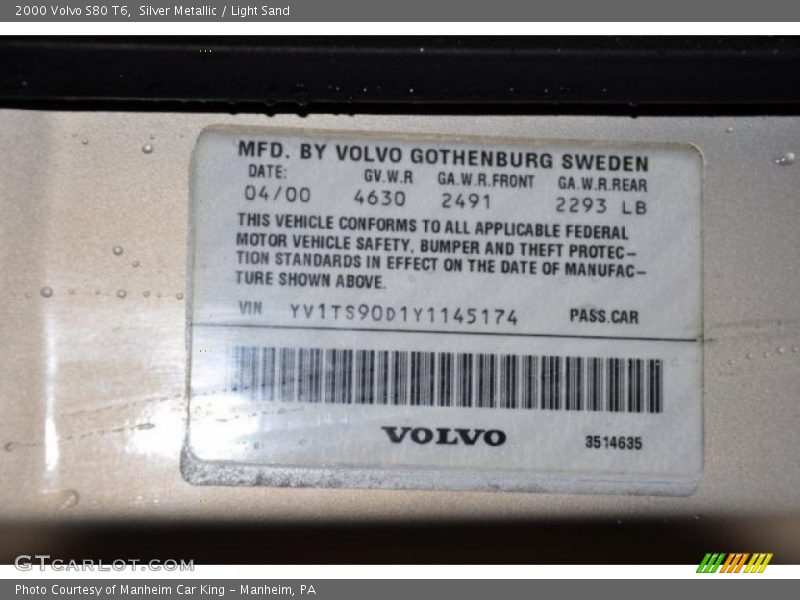 2000 Volvo S80 T6, Silver Metallic / Light Sand
MFD. BY VOLVO GOTHENBURG SWEDEN
DATE: GV.W.R GA.W.R.FRONT GA.W.R.REAR
04/00 4630 2491 2293 LB
THIS VEHICLE CONFORMS TO ALL APPLICABLE FEDERAL
MOTOR VEHICLE SAFETY, BUMPER AND THEFT PROTEC-
TION STANDARDS IN EFFECT ON THE DATE OF MANUFAC-
TURE SHOWN ABOVE.
VIN YV1TS90D1Y1145174 PASS.CAR
VOLVO 3514635
GTCARLOT.COM
Photo Courtesy of Manheim Car King - Manheim, PA